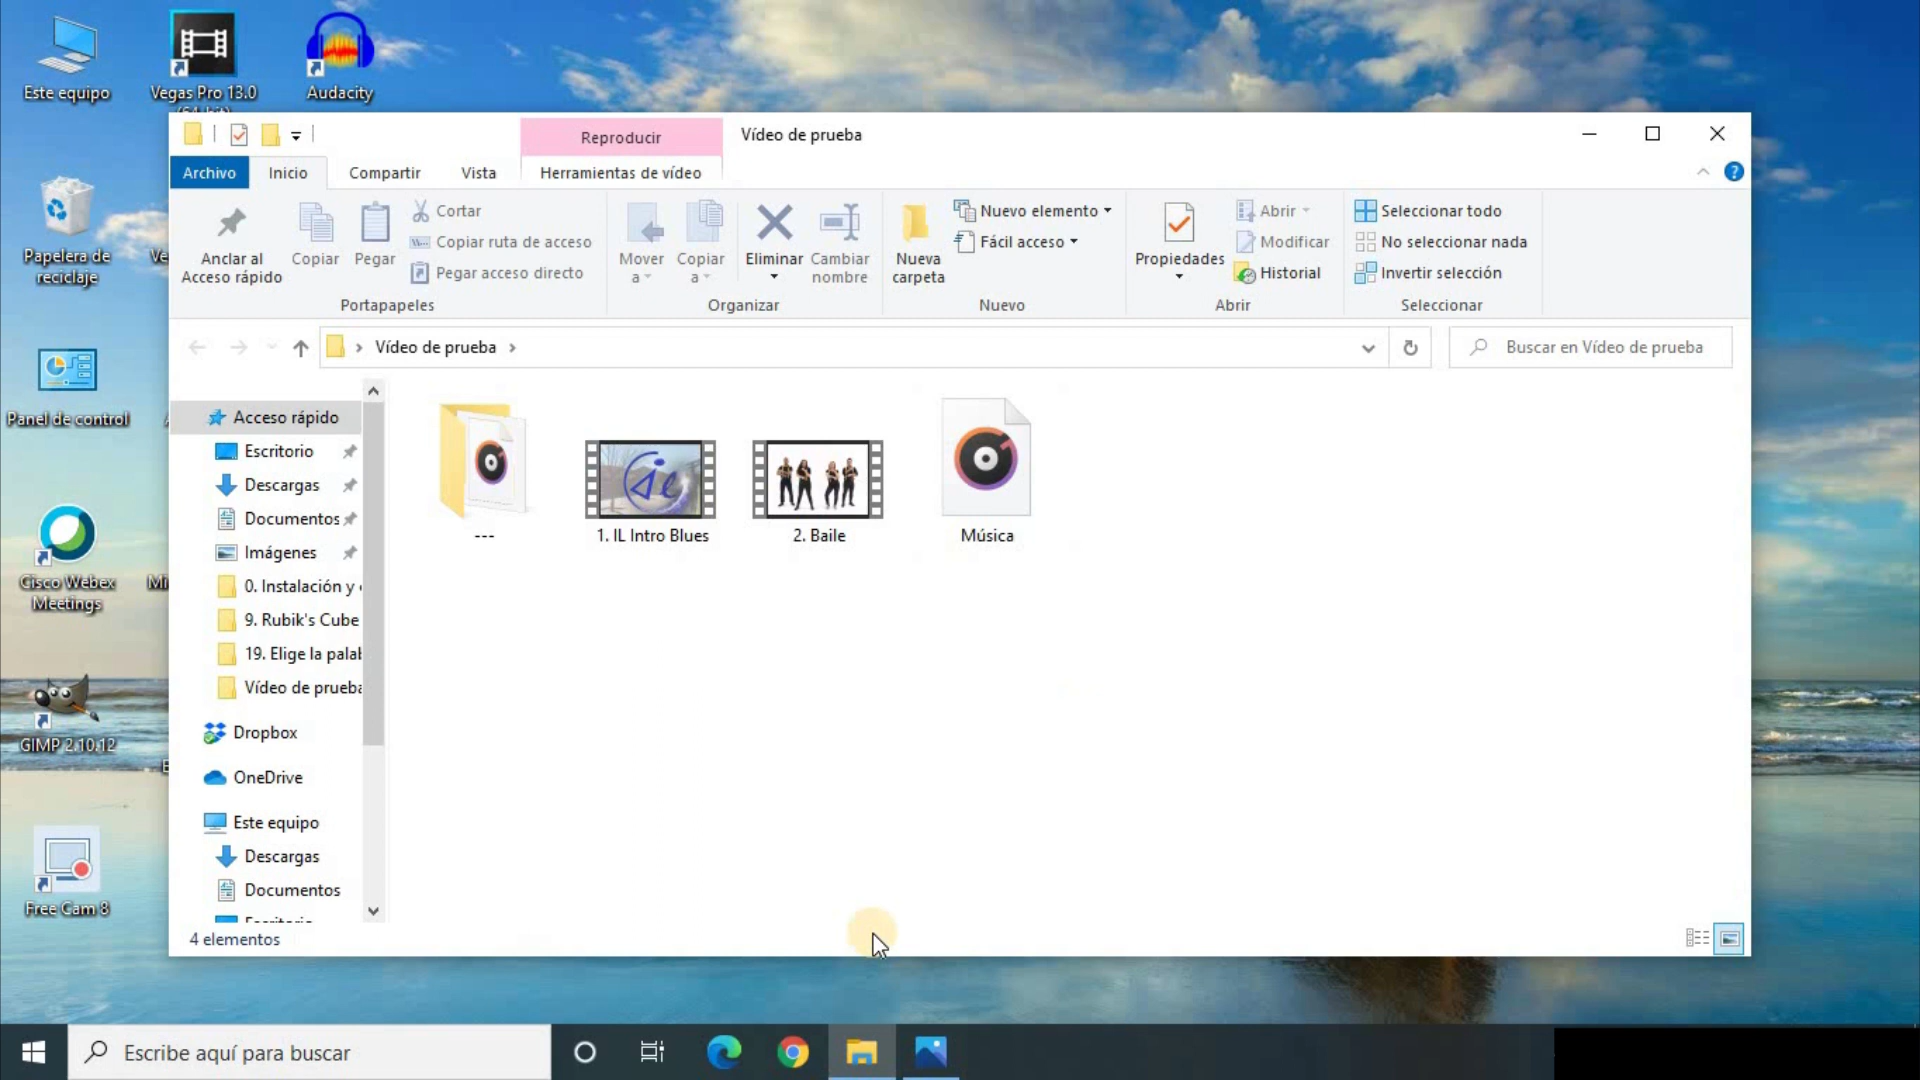 Este equipo
Vegas Pro 13.0
Audacity
Papelera de
reciclaje
Panel de control
Cisco Webex
Meetings
GIMP 2.10.12
Free Cam 8
Reproducir
Vídeo de prueba
Archivo
Inicio
Compartir
Vista
Herramientas de vídeo
Anclar al
Acceso rápido
Copiar
Pegar
Cortar
Copiar ruta de acceso
Pegar acceso directo
Portapapeles
Mover
a
Copiar
a
Eliminar
Cambiar
nombre
Organizar
Nueva
carpeta
Nuevo elemento
Fácil acceso
Nuevo
Propiedades
Abrir
Modificar
Historial
Abrir
Seleccionar todo
No seleccionar nada
Invertir selección
Seleccionar
Vídeo de prueba
Buscar en Vídeo de prueba
Acceso rápido
Escritorio
Descargas
Documentos
Imágenes
0. Instalación y
9. Rubik's Cube
19. Elige la palab
Vídeo de prueba
Dropbox
OneDrive
Este equipo
Descargas
Documentos
---
1. IL Intro Blues
2. Baile
Música
4 elementos
Escribe aquí para buscar